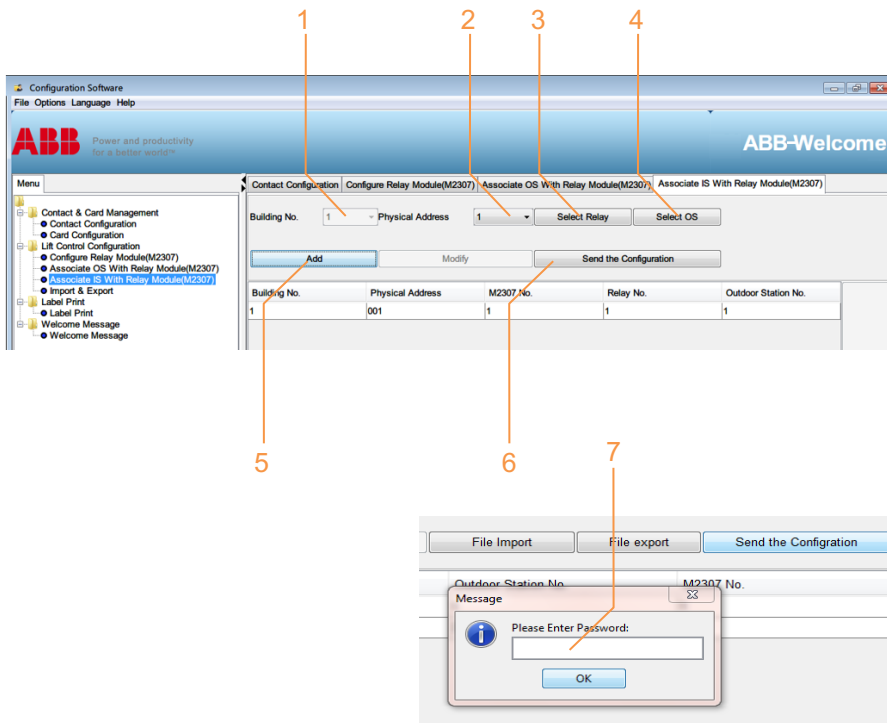 1 2 3 4
Configuration Software
File Options Language Help
ABB Power and productivity
for a better world™
ABB-Welcome
Menu
Contact & Card Management
Contact Configuration
Card Configuration
Lift Control Configuration
Configure Relay Module(M2307)
Associate OS With Relay Module(M2307)
Associate IS With Relay Module(M2307)
Import & Export
Label Print
Label Print
Welcome Message
Welcome Message
Contact Configuration Configure Relay Module(M2307) Associate OS With Relay Module(M2307) Associate IS With Relay Module(M2307)
Building No. 1 Physical Address 1 Select Relay Select OS
Add Modify Send the Configuration
Building No. Physical Address M2307 No. Relay No. Outdoor Station No.
1 001 1 1 1
5 6 7
File Import File export Send the Configration
Outdoor Station No. M2307 No.
Message
Please Enter Password:
OK